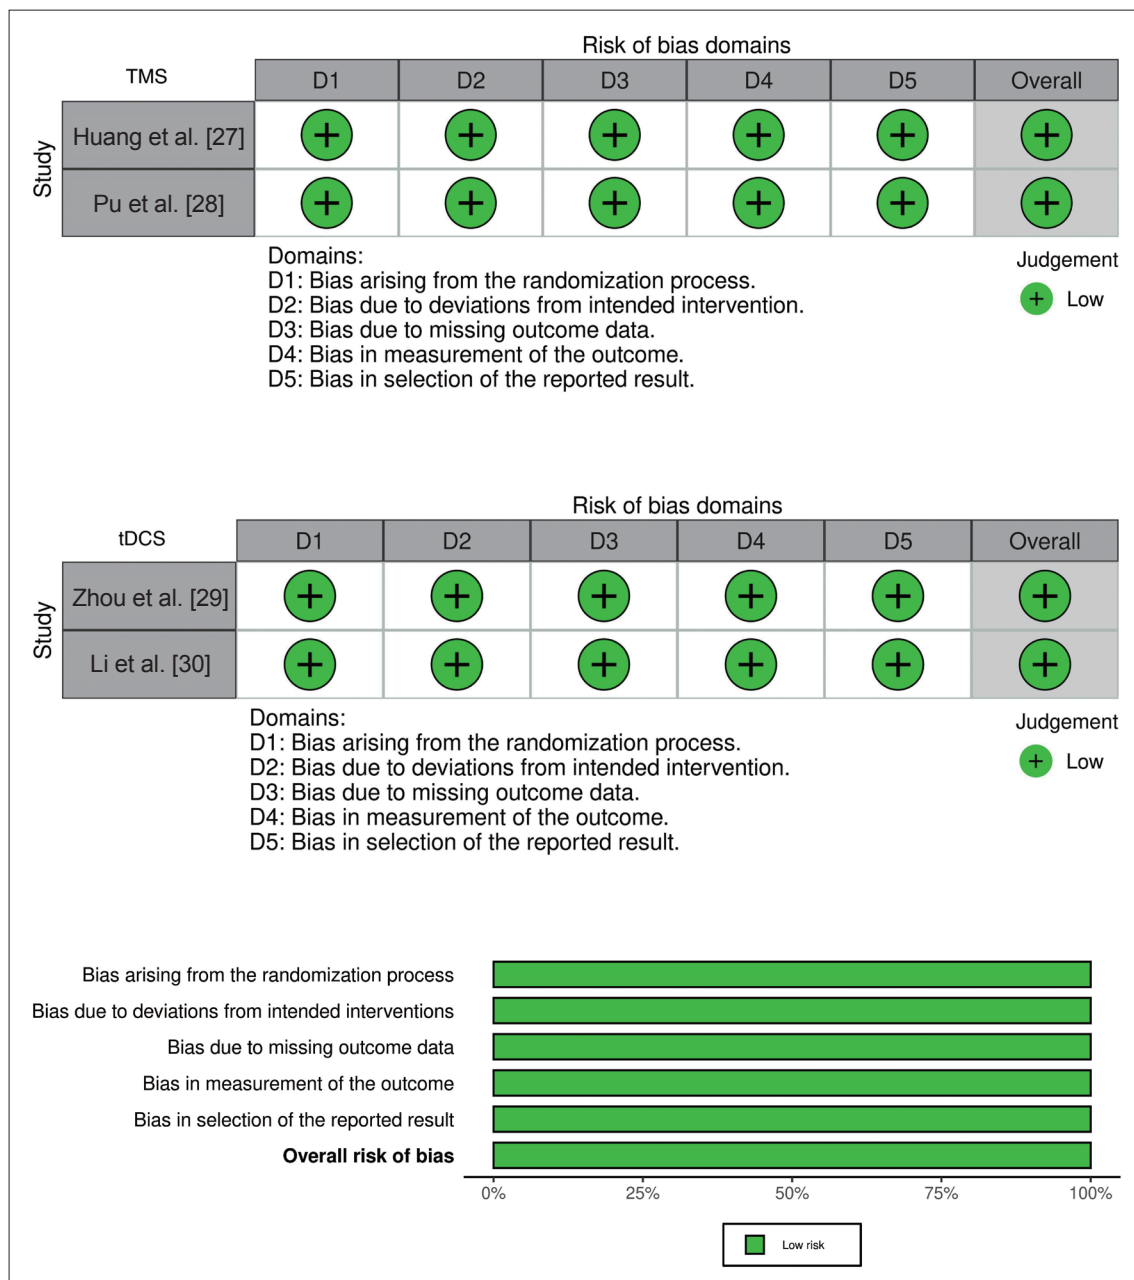 Risk of bias domains
TMS D1 D2 D3 D4 D5 Overall
Study
Huang et al. [27] + + + + + +
Pu et al. [28] + + + + + +
Domains:
D1: Bias arising from the randomization process.
D2: Bias due to deviations from intended intervention.
D3: Bias due to missing outcome data.
D4: Bias in measurement of the outcome.
D5: Bias in selection of the reported result.
Judgement
+ Low
Risk of bias domains
tDCS D1 D2 D3 D4 D5 Overall
Study
Zhou et al. [29] + + + + + +
Li et al. [30] + + + + + +
Domains:
D1: Bias arising from the randomization process.
D2: Bias due to deviations from intended intervention.
D3: Bias due to missing outcome data.
D4: Bias in measurement of the outcome.
D5: Bias in selection of the reported result.
Judgement
+ Low
Bias arising from the randomization process
Bias due to deviations from intended interventions
Bias due to missing outcome data
Bias in measurement of the outcome
Bias in selection of the reported result
Overall risk of bias
0% 25% 50% 75% 100%
Low risk